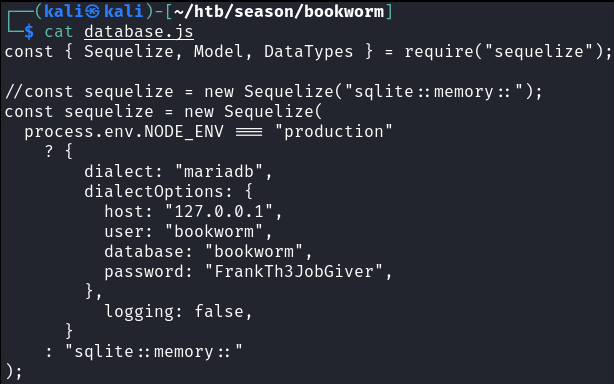 ┌──(kali㉿kali)-[~/htb/season/bookworm]
└─$ cat database.js
const { Sequelize, Model, DataTypes } = require("sequelize");

//const sequelize = new Sequelize("sqlite::memory::");
const sequelize = new Sequelize(
  process.env.NODE_ENV === "production"
    ? {
        dialect: "mariadb",
        dialectOptions: {
          host: "127.0.0.1",
          user: "bookworm",
          database: "bookworm",
          password: "FrankTh3JobGiver",
        },
          logging: false,
      }
    : "sqlite::memory::"
);